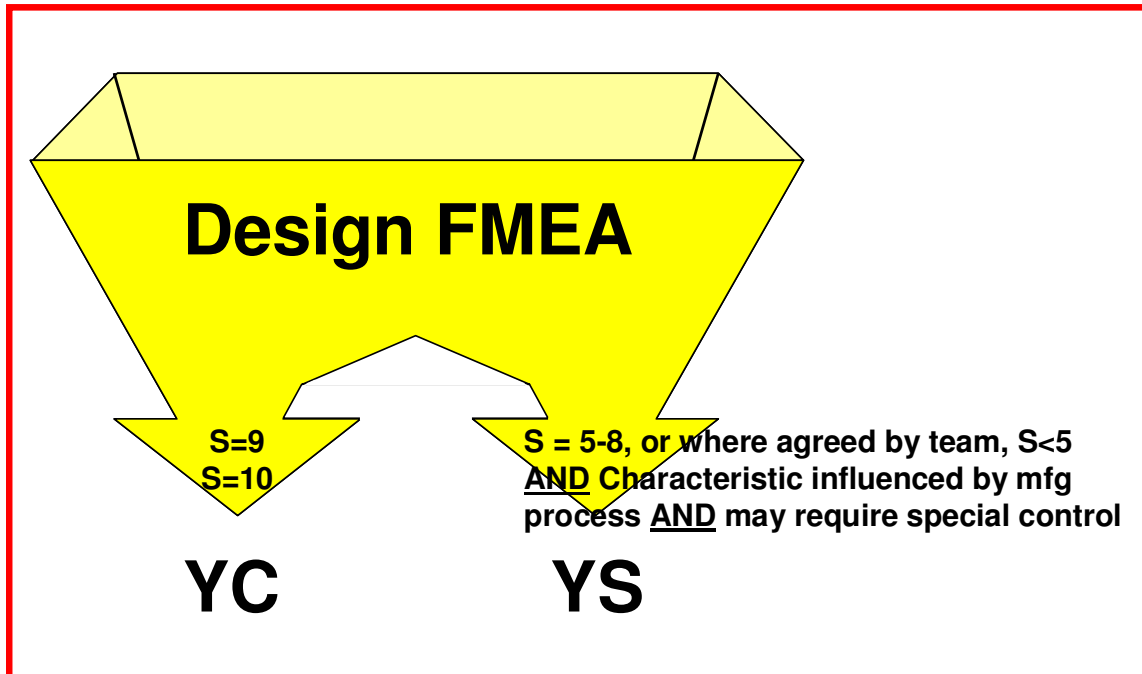 Design FMEA
S=9
S=10
S = 5-8, or where agreed by team, S<5
AND Characteristic influenced by mfg
process AND may require special control
YC
YS